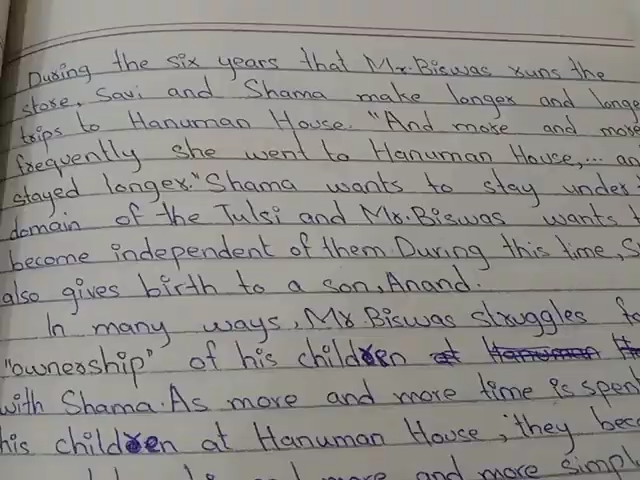 During the six years that Mr. Biswas runs the
store, Savi and Shama make longer and
trips to Hanuman House. "And more and
frequently she went to Hanuman House,...
stayed longer." Shama wants to stay under
domain of the Tulsi and Mr. Biswas wants
become independent of them. During this time,
also gives birth to a son, Anand.
In many ways, Mr. Biswas struggles
"ownership" of his children
with Shama. As more and more time is spent
his children at Hanuman House, they
more and more